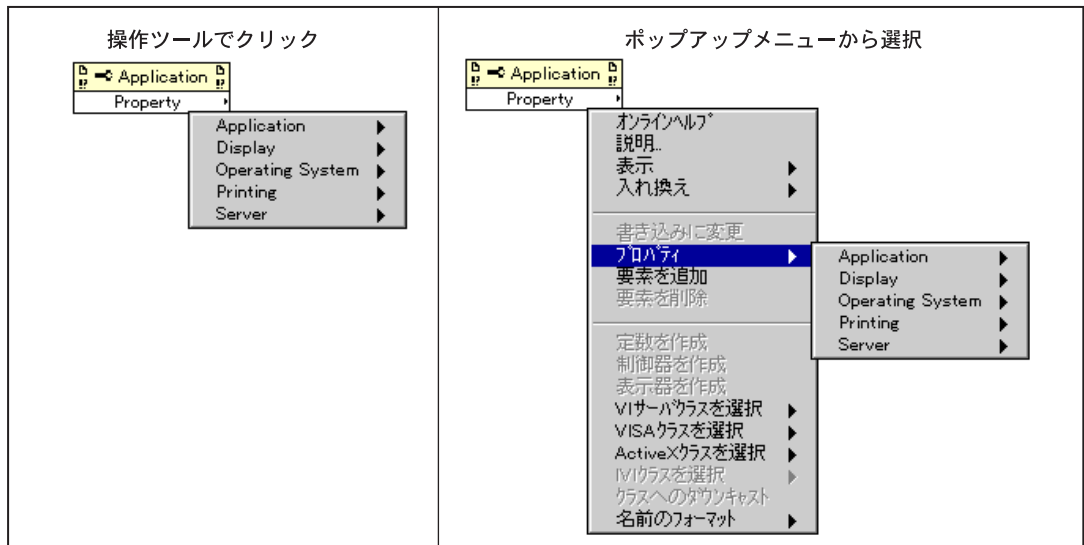 操作ツールでクリック
Application
Property
Application
Display
Operating System
Printing
Server
ポップアップメニューから選択
Application
Property
オンラインヘルプ
説明...
表示
入れ換え
書き込みに変更
プロパティ
要素を追加
要素を削除
定数を作成
制御器を作成
表示器を作成
VIサーバクラスを選択
VISAクラスを選択
ActiveXクラスを選択
IVIクラスを選択
クラスへのダウンキャスト
名前のフォーマット
Application
Display
Operating System
Printing
Server